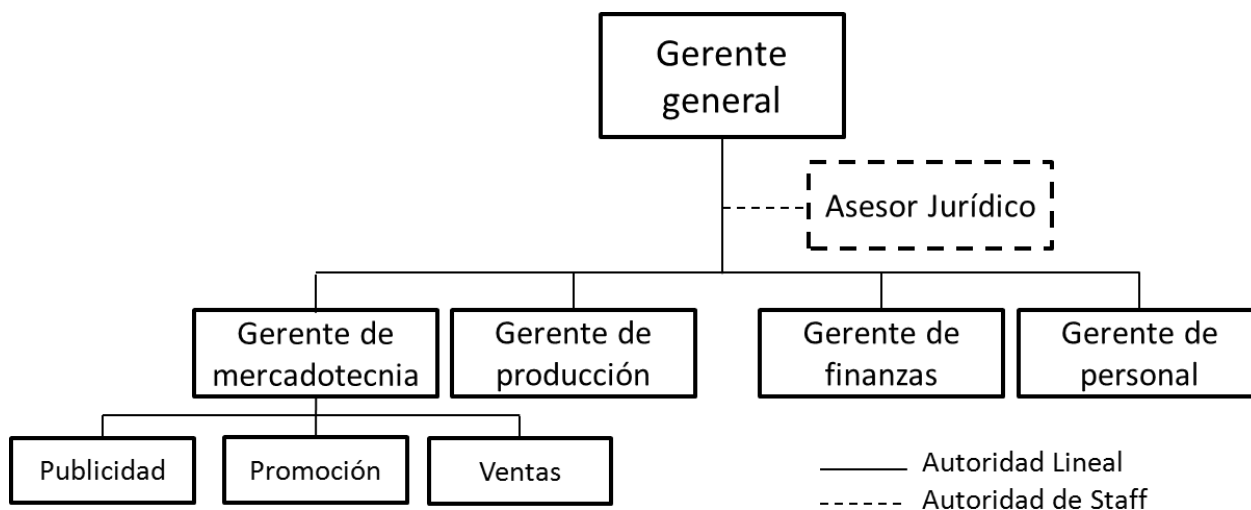 Gerente
general
Asesor Jurídico
Gerente de
mercadotecnia
Gerente de
producción
Gerente de
finanzas
Gerente de
personal
Publicidad
Promoción
Ventas
Autoridad Lineal
Autoridad de Staff